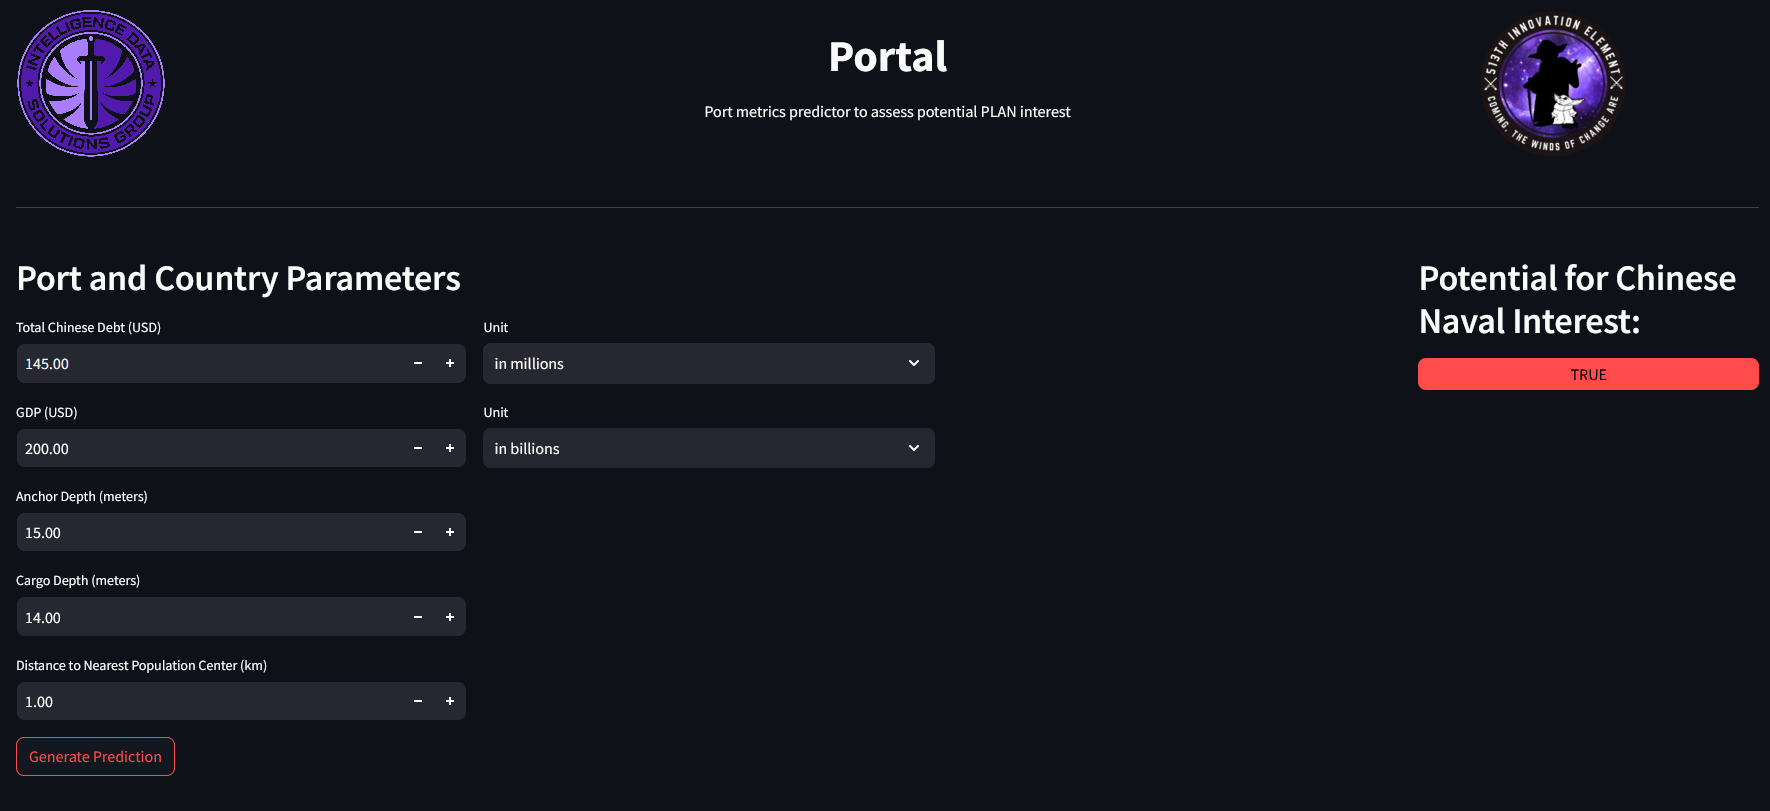 INTELLIGENCE DATA
SOLUTIONS GROUP
Portal
Port metrics predictor to assess potential PLAN interest
513TH INNOVATION ELEMENT
COMING, THE WINDS OF CHANGE ARE
Port and Country Parameters
Potential for Chinese
Naval Interest:
Total Chinese Debt (USD)
Unit
145.00
in millions
TRUE
GDP (USD)
Unit
200.00
in billions
Anchor Depth (meters)
15.00
Cargo Depth (meters)
14.00
Distance to Nearest Population Center (km)
1.00
Generate Prediction